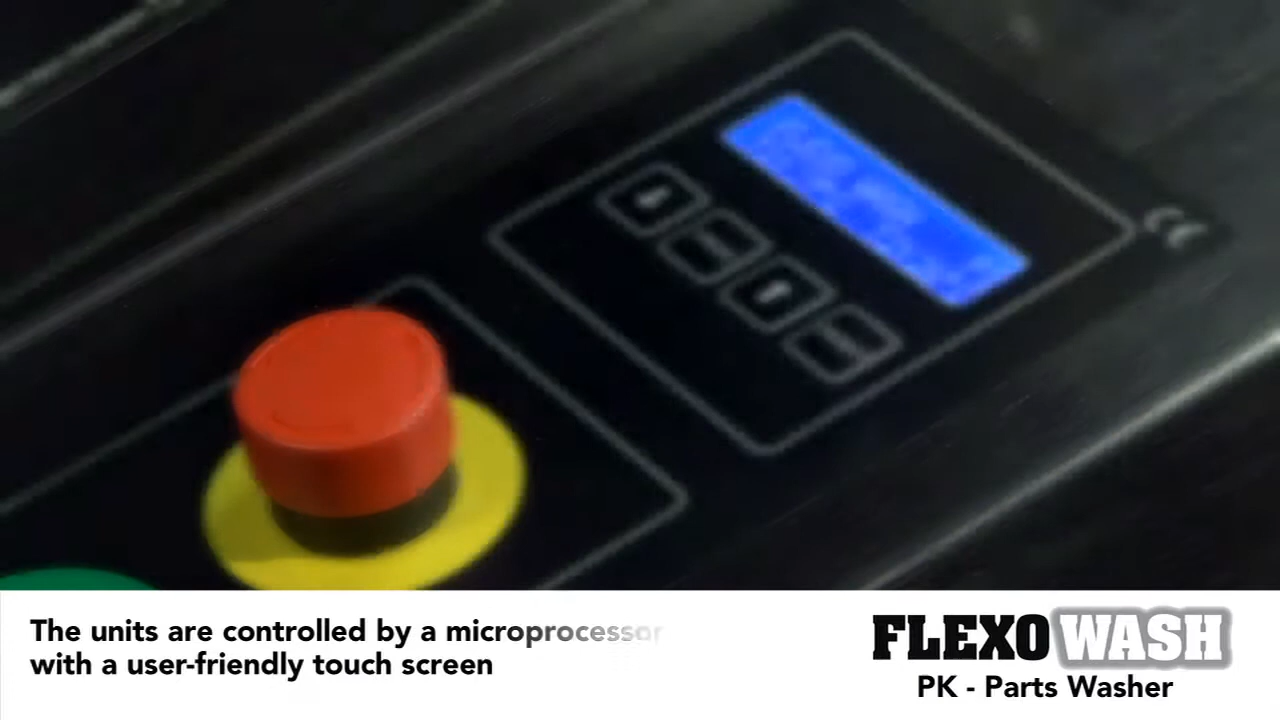 The units are controlled by a microprocessor
with a user-friendly touch screen
FLEXO WASH
PK - Parts Washer